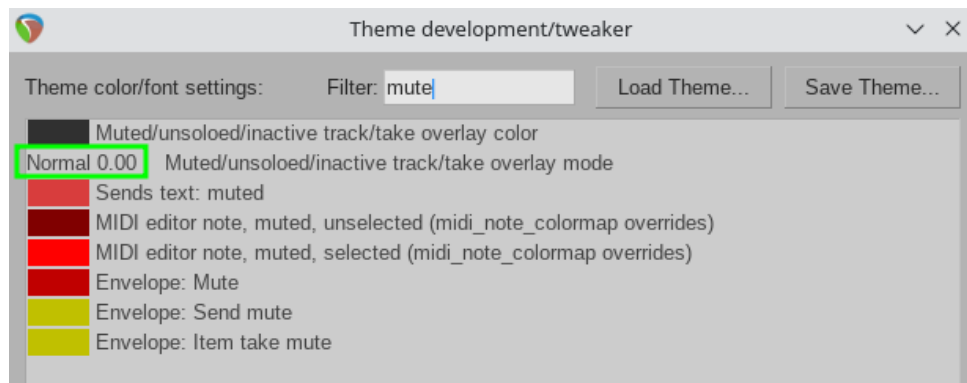 Theme development/tweaker
Theme color/font settings: Filter: mute Load Theme... Save Theme...
Muted/unsoloed/inactive track/take overlay color
Normal 0.00 Muted/unsoloed/inactive track/take overlay mode
Sends text: muted
MIDI editor note, muted, unselected (midi_note_colormap overrides)
MIDI editor note, muted, selected (midi_note_colormap overrides)
Envelope: Mute
Envelope: Send mute
Envelope: Item take mute